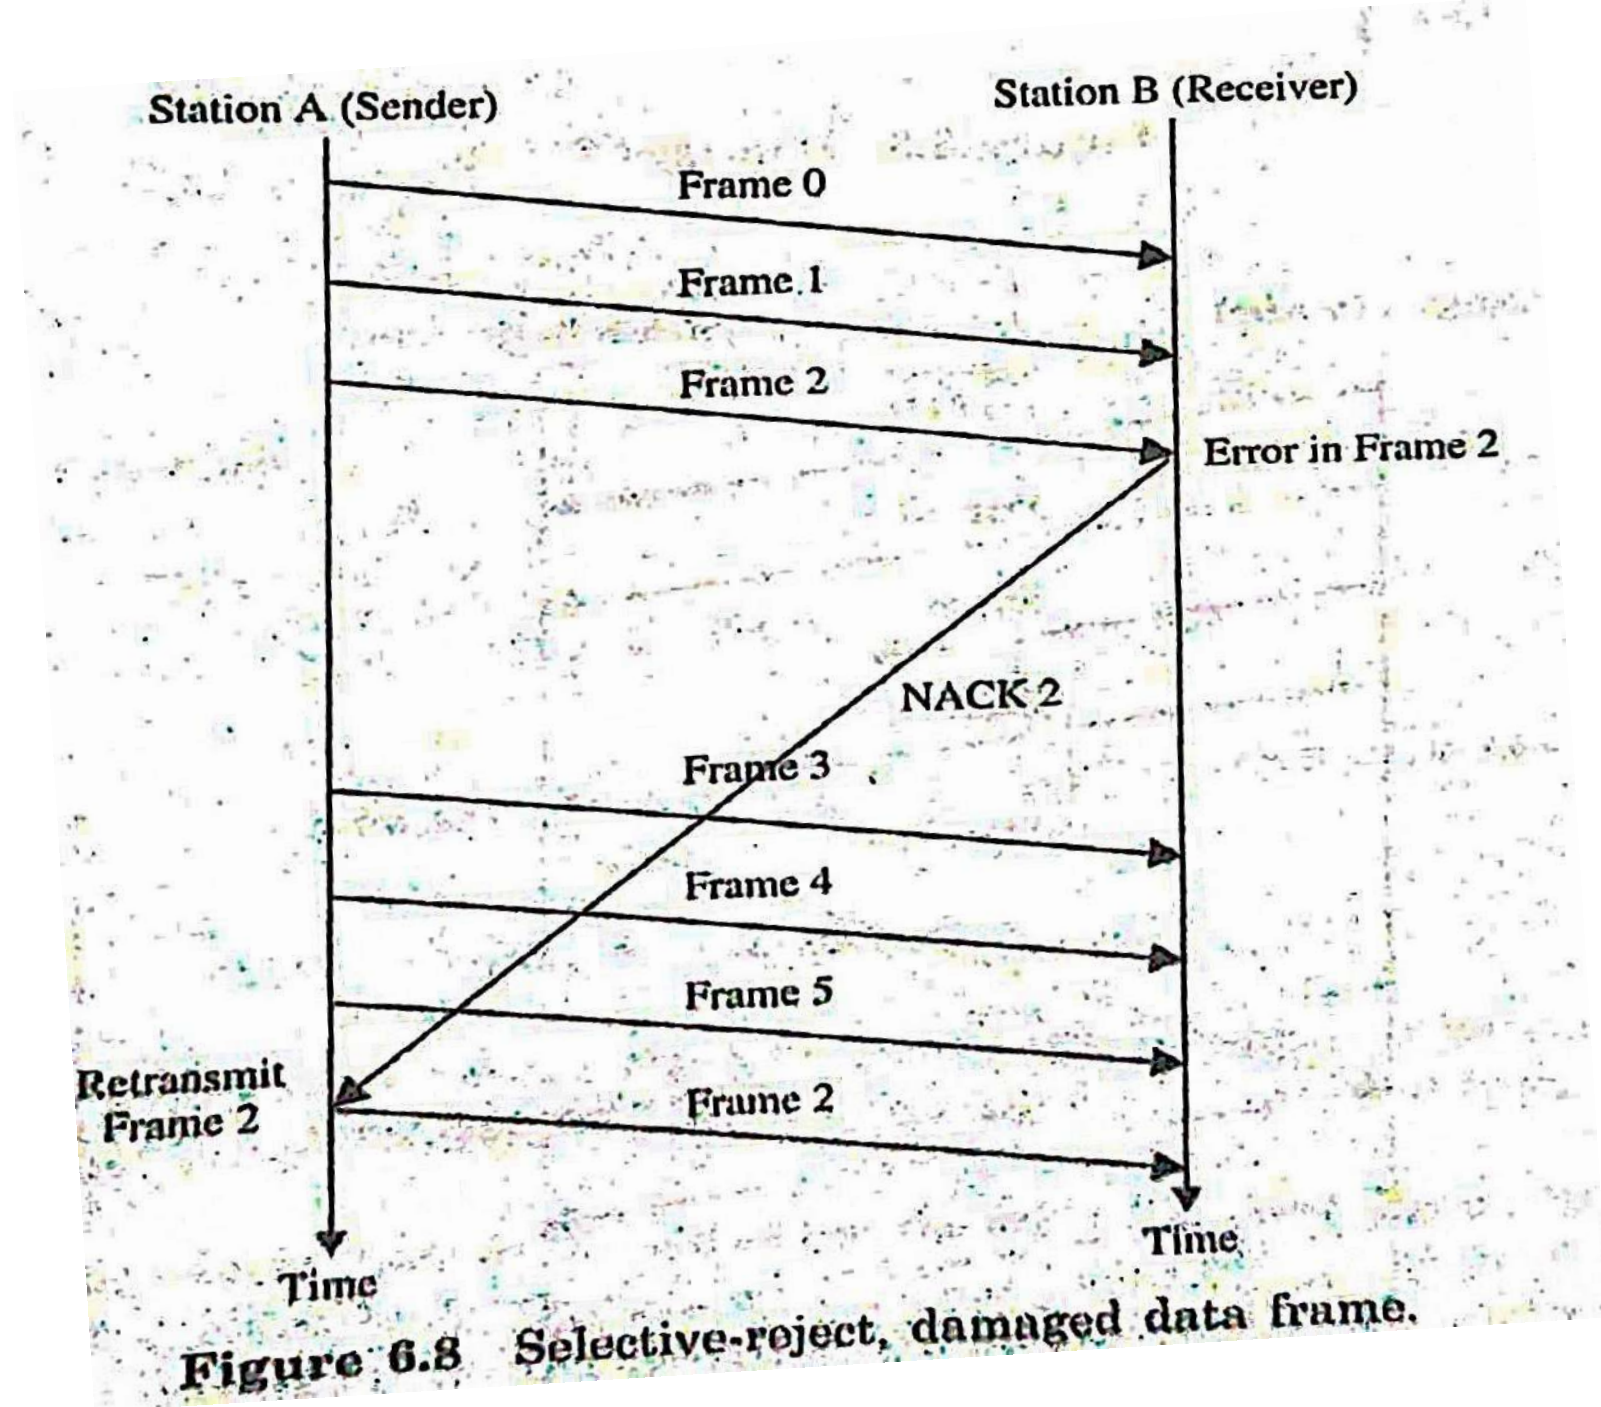 Station A (Sender)
Station B (Receiver)
Frame 0
Frame 1
Frame 2
Error in Frame 2
NACK 2
Frame 3
Frame 4
Frame 5
Retransmit
Frame 2
Frame 2
Time
Time
Figure 6.8 Selective-reject, damaged data frame.